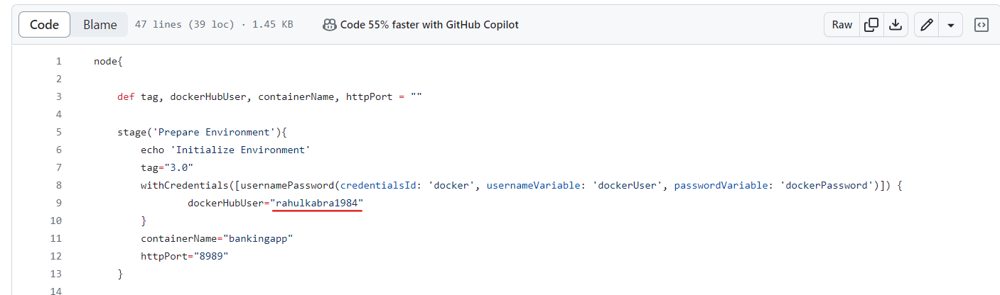 Code Blame 47 lines (39 loc) · 1.45 KB Code 55% faster with GitHub Copilot Raw
1 node{
2
3 def tag, dockerHubUser, containerName, httpPort = ""
4
5 stage('Prepare Environment'){
6 echo 'Initialize Environment'
7 tag="3.0"
8 withCredentials([usernamePassword(credentialsId: 'docker', usernameVariable: 'dockerUser', passwordVariable: 'dockerPassword')]) {
9 dockerHubUser="rahulkabra1984"
10 }
11 containerName="bankingapp"
12 httpPort="8989"
13 }
14